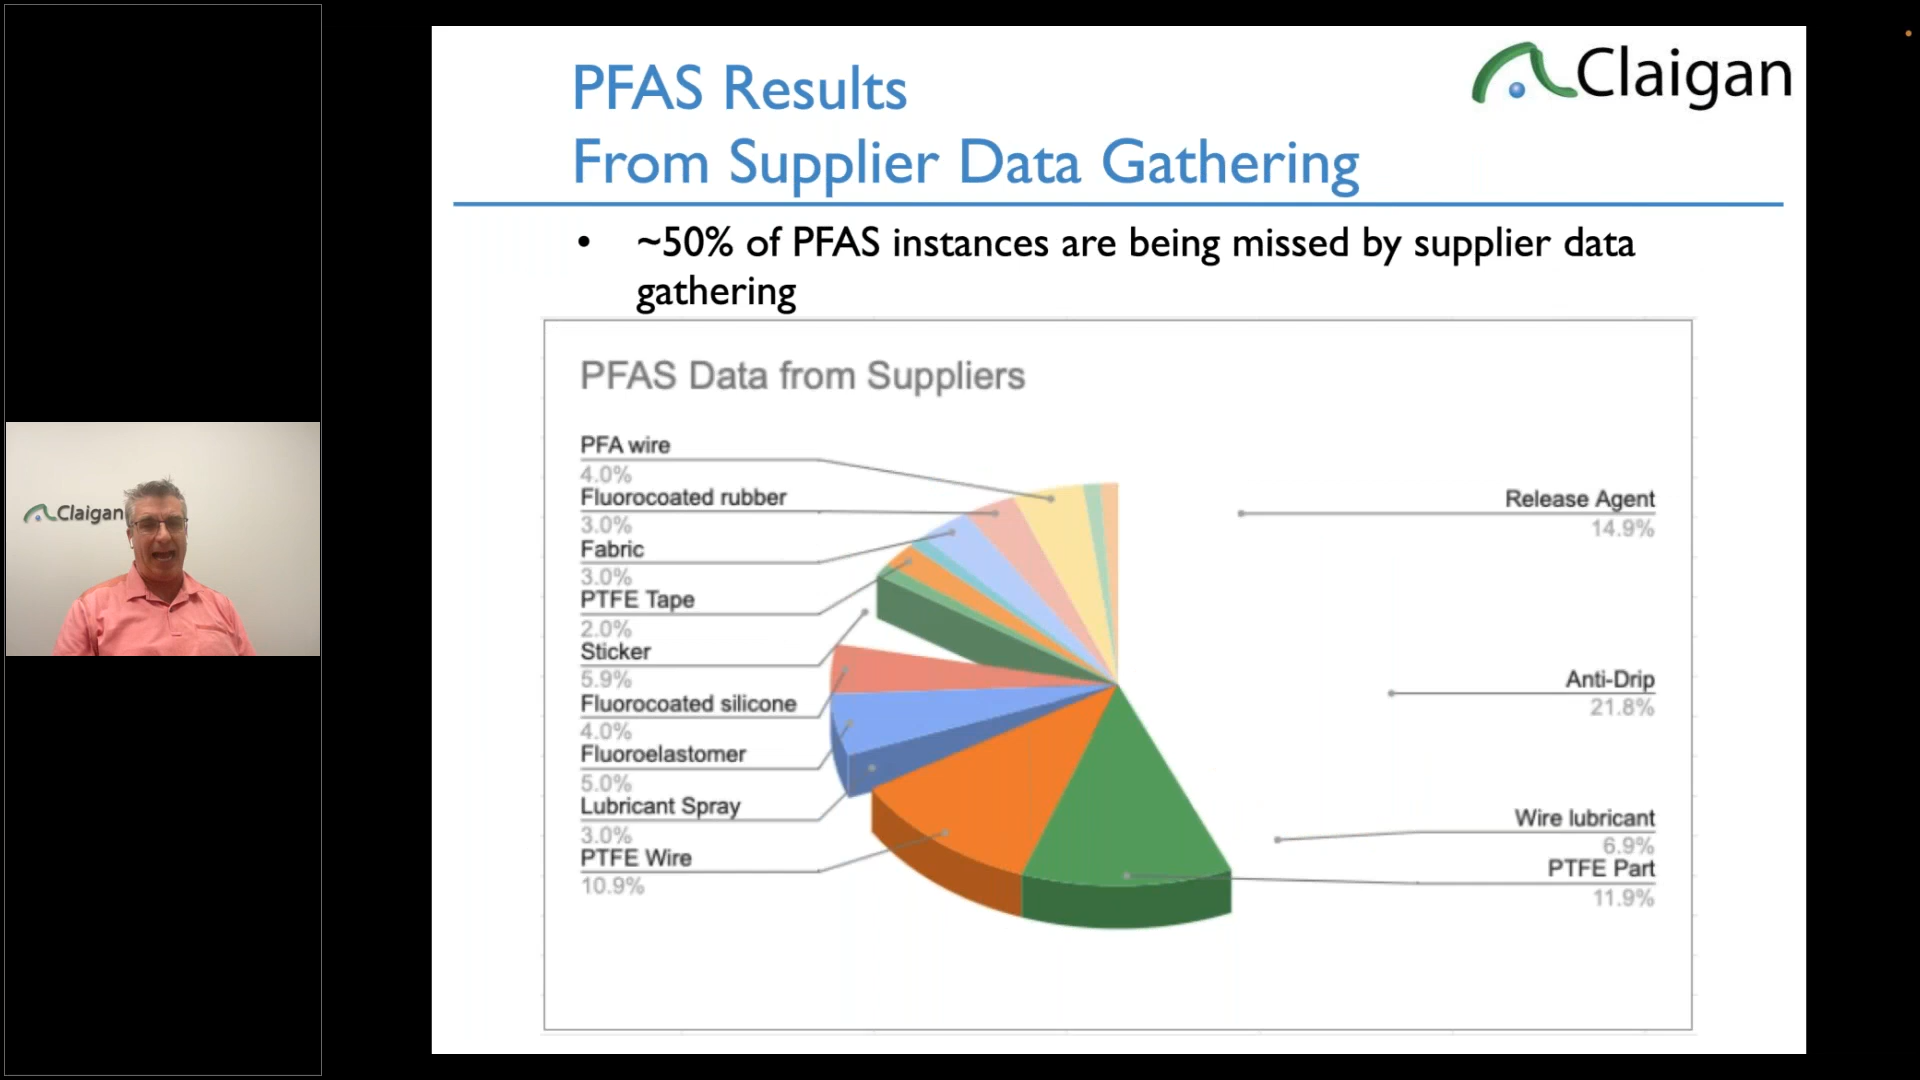 PFAS Results
From Supplier Data Gathering
Claigan
• ~50% of PFAS instances are being missed by supplier data
gathering
PFAS Data from Suppliers
PFA wire
4.0%
Fluorocoated rubber
3.0%
Fabric
3.0%
PTFE Tape
2.0%
Sticker
5.9%
Fluorocoated silicone
4.0%
Fluoroelastomer
5.0%
Lubricant Spray
3.0%
PTFE Wire
10.9%
Release Agent
14.9%
Anti-Drip
21.8%
Wire lubricant
6.9%
PTFE Part
11.9%
Claigan